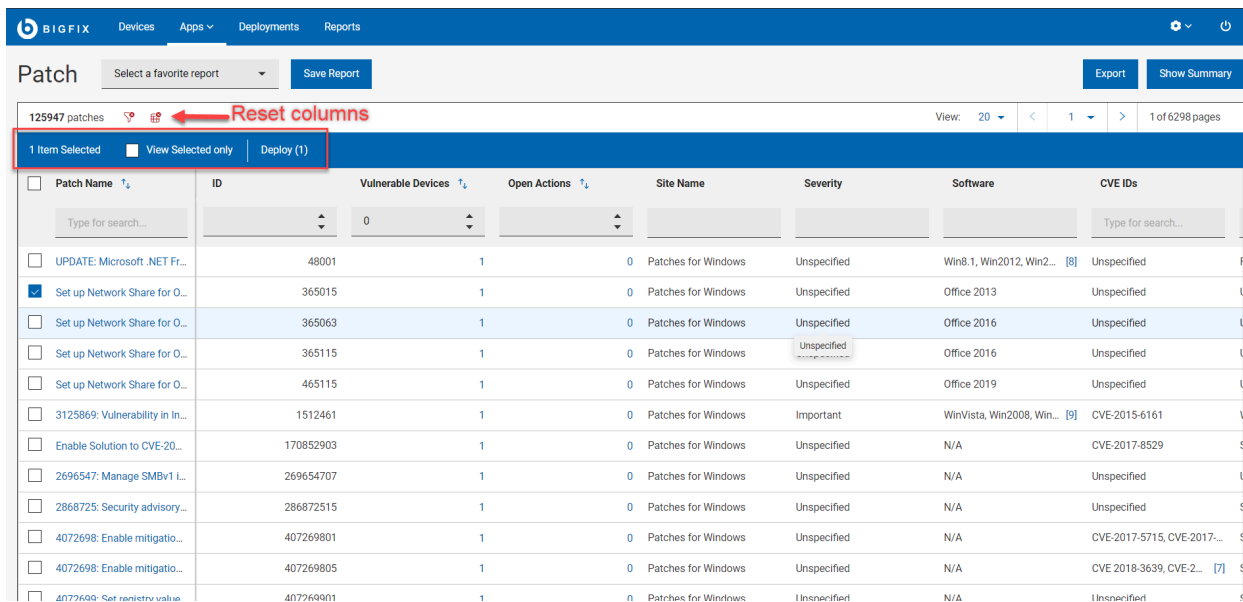 BIGFIX Devices Apps Deployments Reports
Patch Select a favorite report Save Report Export Show Summary
125947 patches Reset columns View: 20 1 1 of 6298 pages
1 Item Selected View Selected only Deploy (1)
Patch Name ID Vulnerable Devices Open Actions Site Name Severity Software CVE IDs
Type for search... 0 Type for search...
UPDATE: Microsoft .NET Fr... 48001 1 0 Patches for Windows Unspecified Win8.1, Win2012, Win2... [8] Unspecified
Set up Network Share for O... 365015 1 0 Patches for Windows Unspecified Office 2013 Unspecified
Set up Network Share for O... 365063 1 0 Patches for Windows Unspecified Office 2016 Unspecified
Unspecified
Set up Network Share for O... 365115 1 0 Patches for Windows Office 2016 Unspecified
Set up Network Share for O... 465115 1 0 Patches for Windows Unspecified Office 2019 Unspecified
3125869: Vulnerability in In... 1512461 1 0 Patches for Windows Important WinVista, Win2008, Win... [9] CVE-2015-6161
Enable Solution to CVE-20... 170852903 1 0 Patches for Windows Unspecified N/A CVE-2017-8529
2696547: Manage SMBv1 i... 269654707 1 0 Patches for Windows Unspecified N/A Unspecified
2868725: Security advisory... 286872515 1 0 Patches for Windows Unspecified N/A Unspecified
4072698: Enable mitigatio... 407269801 1 0 Patches for Windows Unspecified N/A CVE-2017-5715, CVE-2017-...
4072698: Enable mitigatio... 407269805 1 0 Patches for Windows Unspecified N/A CVE 2018-3639, CVE-2... [7]
4072699: Set registry value 407269901 1 0 Patches for Windows Unspecified N/A Unspecified